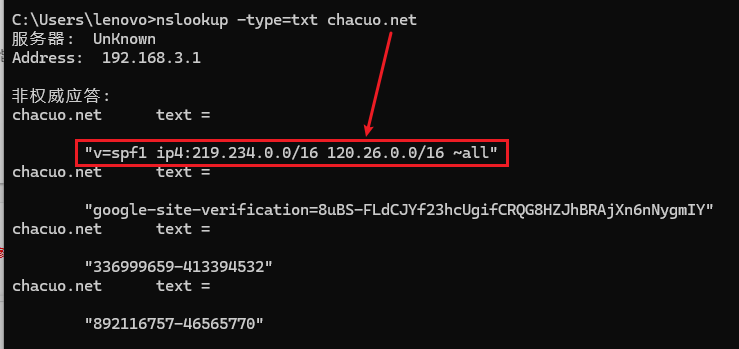 C:\Users\lenovo>nslookup -type=txt chacuo.net
服务器:  UnKnown
Address:  192.168.3.1
非权威应答:
chacuo.net      text =
"v=spf1 ip4:219.234.0.0/16 120.26.0.0/16 ~all"
chacuo.net      text =
"google-site-verification=8uBS-FLdCJYf23hcUgifCRQG8HZJhBRAjXn6nNygmIY"
chacuo.net      text =
"336999659-413394532"
chacuo.net      text =
"892116757-46565770"